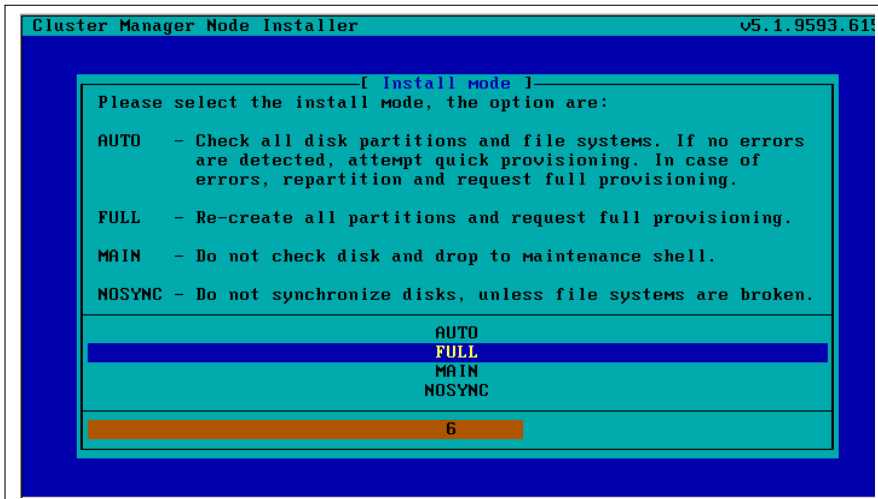 Cluster Manager Node Installer v5.1.9593.615
[ Install mode ]
Please select the install mode, the option are:
AUTO - Check all disk partitions and file systems. If no errors
are detected, attempt quick provisioning. In case of
errors, repartition and request full provisioning.
FULL - Re-create all partitions and request full provisioning.
MAIN - Do not check disk and drop to maintenance shell.
NOSYNC - Do not synchronize disks, unless file systems are broken.
AUTO
FULL
MAIN
NOSYNC
6